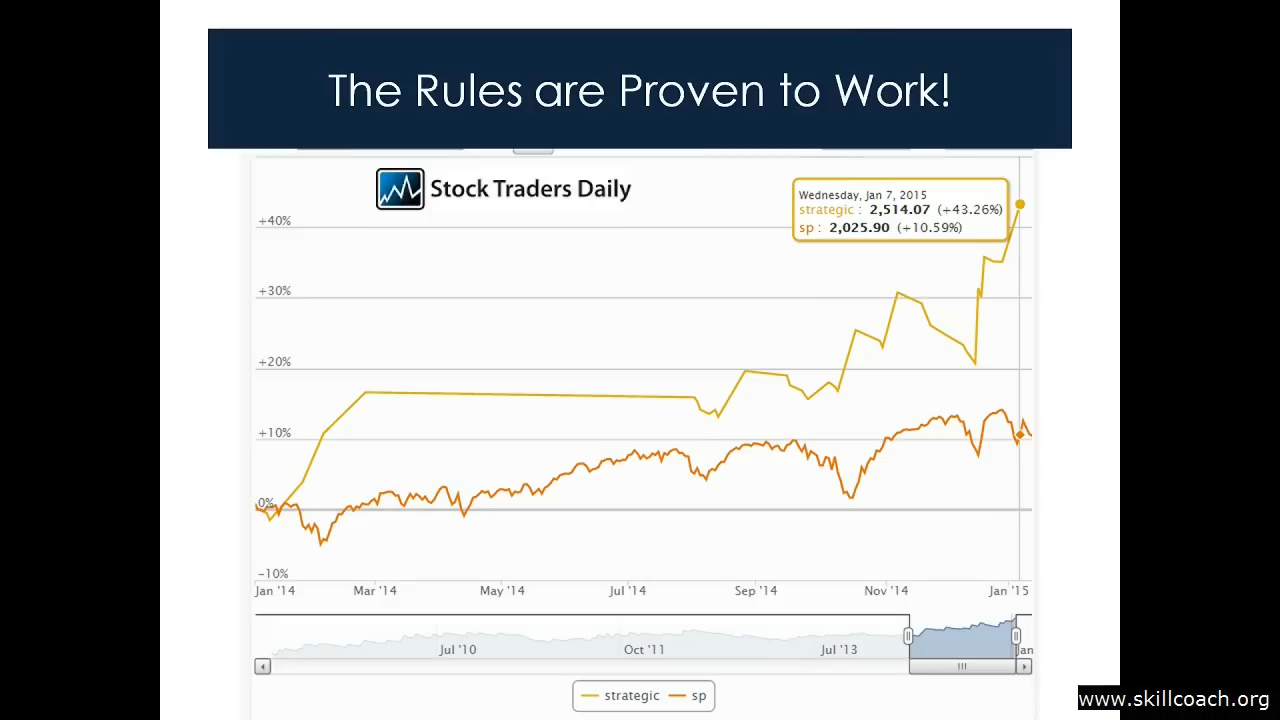 The Rules are Proven to Work!
Stock Traders Daily
Wednesday, Jan 7, 2015
strategic : 2,514.07 (+43.26%)
sp : 2,025.90 (+10.59%)
+40%
+30%
+20%
+10%
0%
−10%
Jan '14 Mar '14 May '14 Jul '14 Sep '14 Nov '14 Jan '15
Jul '10 Oct '11 Jul '13 Jan
strategic sp
www.skillcoach.org